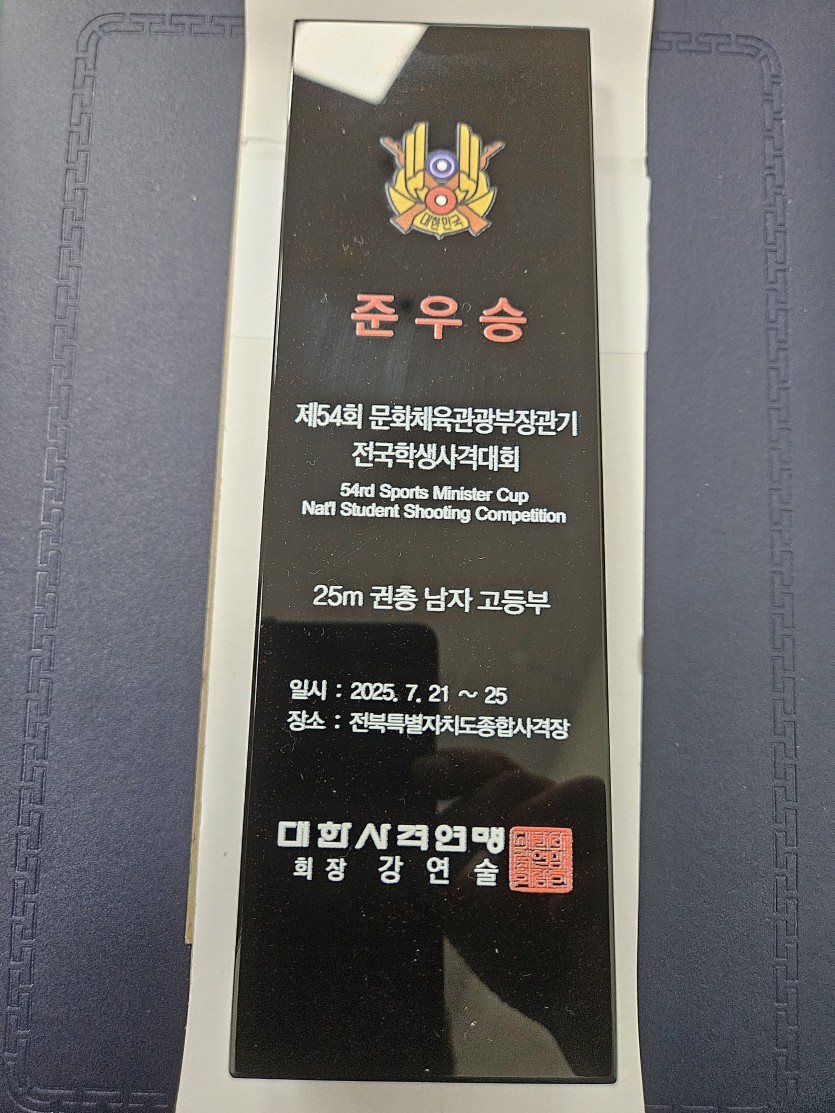 대한민국
준우승
제54회 문화체육관광부장관기
전국학생사격대회
54rd Sports Minister Cup
Nat'l Student Shooting Competition
25m 권총 남자 고등부
일시 : 2025. 7. 21 ~ 25
장소 : 전북특별자치도종합사격장
대한사격연맹
회장 강연술